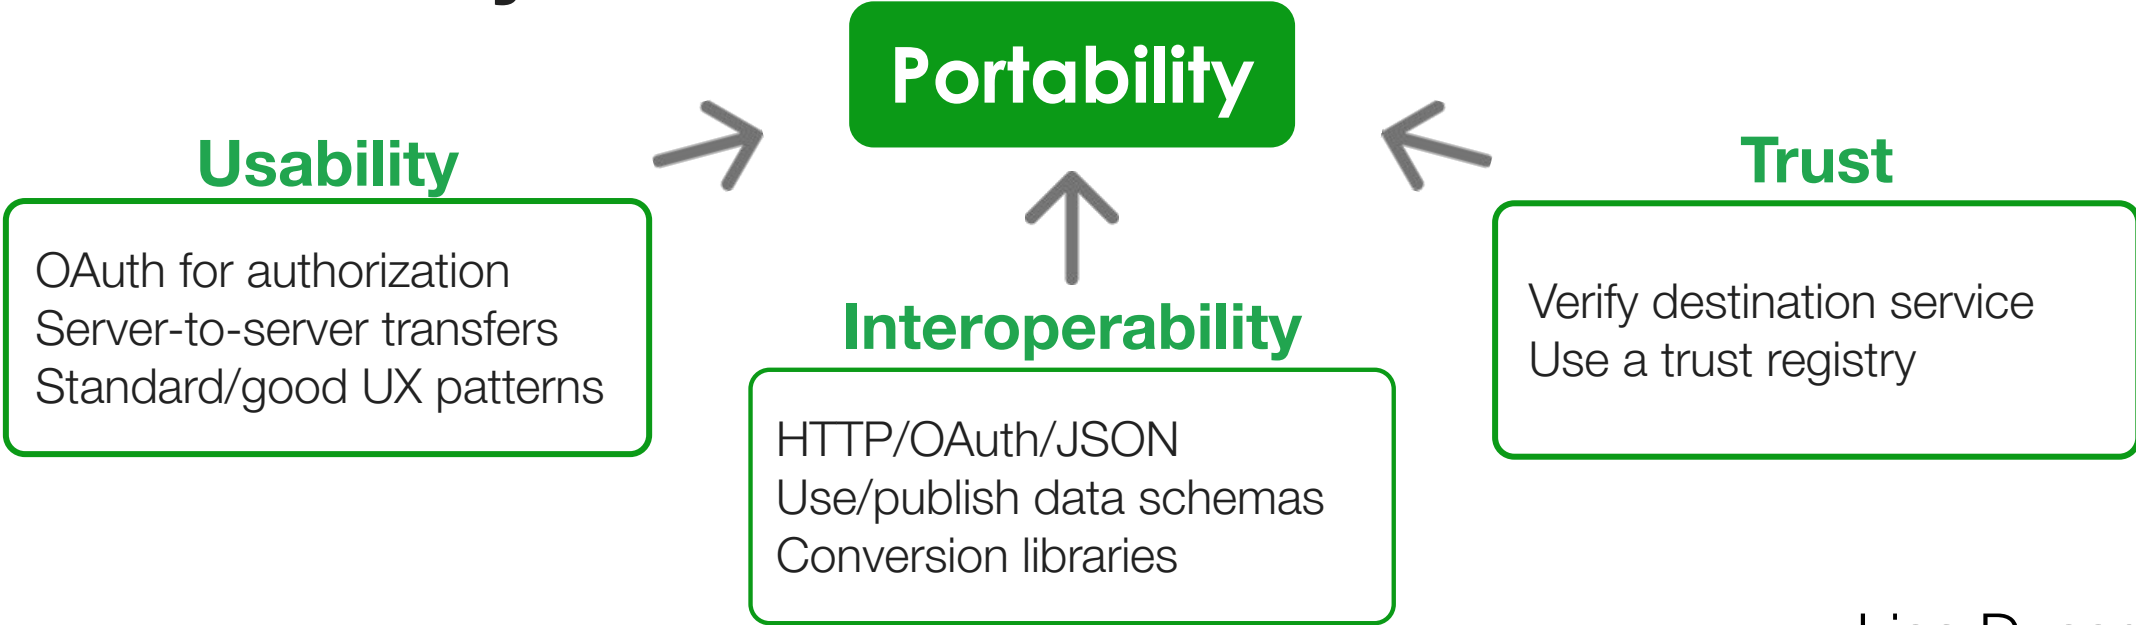 Portability
Usability
OAuth for authorization
Server-to-server transfers
Standard/good UX patterns
Interoperability
HTTP/OAuth/JSON
Use/publish data schemas
Conversion libraries
Trust
Verify destination service
Use a trust registry